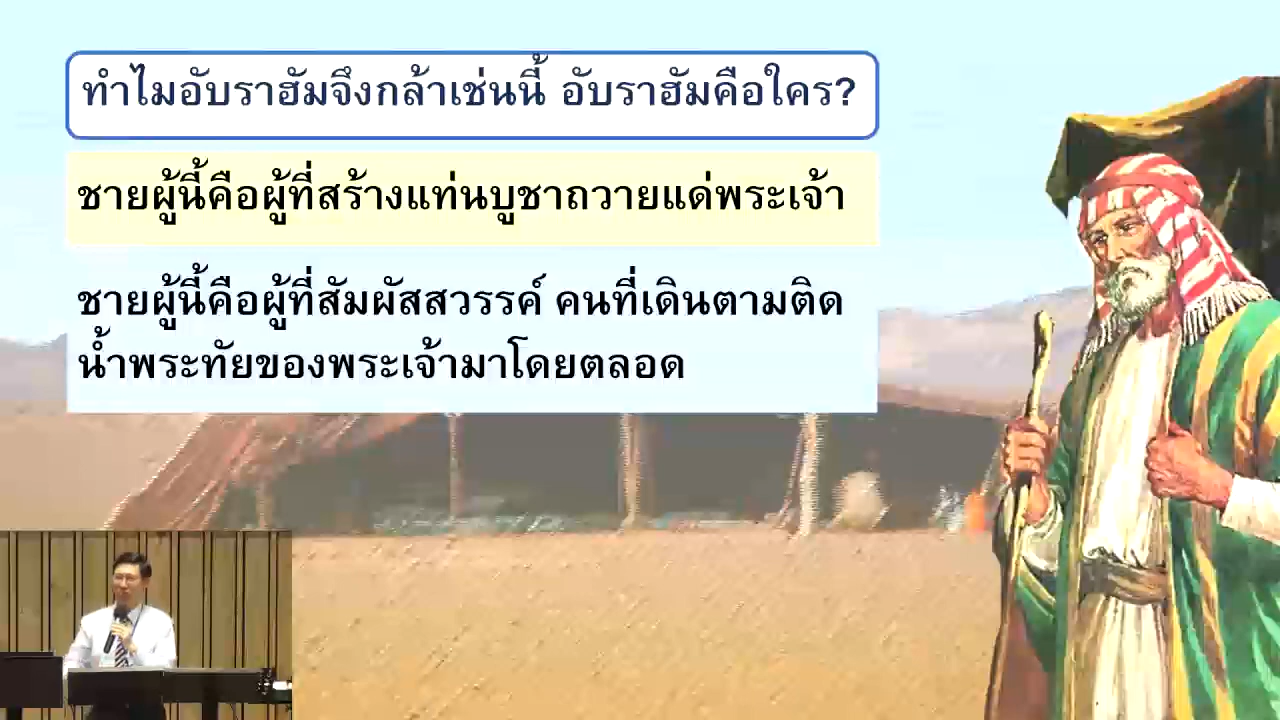 ทำไมอับราฮัมจึงกล้าเช่นนี้ อับราฮัมคือใคร?
ชายผู้นี้คือผู้ที่สร้างแท่นบูชาถวายแด่พระเจ้า
ชายผู้นี้คือผู้ที่สัมผัสสวรรค์ คนที่เดินตามติด
น้ำพระทัยของพระเจ้ามาโดยตลอด